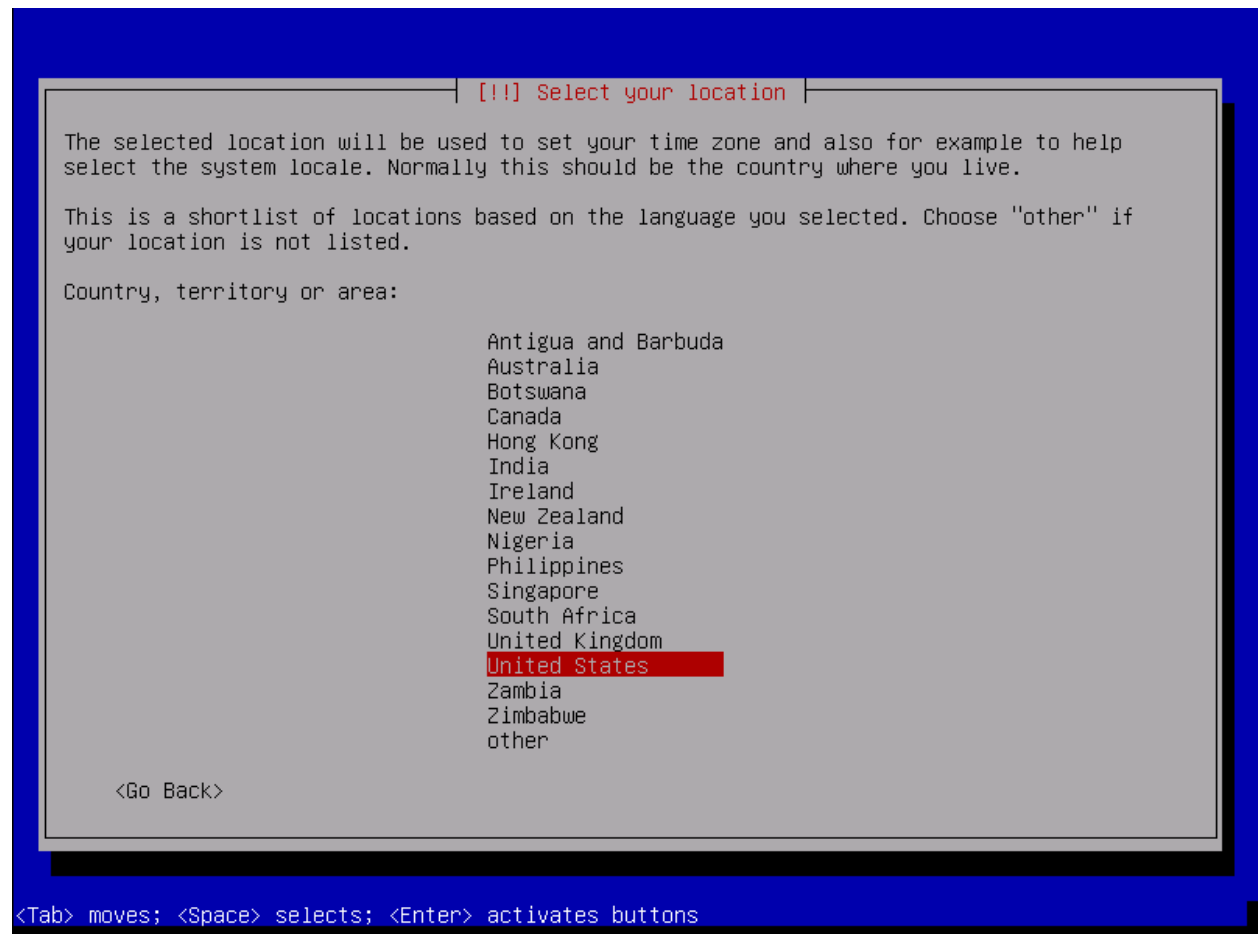 [!!] Select your location
The selected location will be used to set your time zone and also for example to help
select the system locale. Normally this should be the country where you live.
This is a shortlist of locations based on the language you selected. Choose "other" if
your location is not listed.
Country, territory or area:
Antigua and Barbuda
Australia
Botswana
Canada
Hong Kong
India
Ireland
New Zealand
Nigeria
Philippines
Singapore
South Africa
United Kingdom
United States
Zambia
Zimbabwe
other
<Go Back>
<Tab> moves; <Space> selects; <Enter> activates buttons